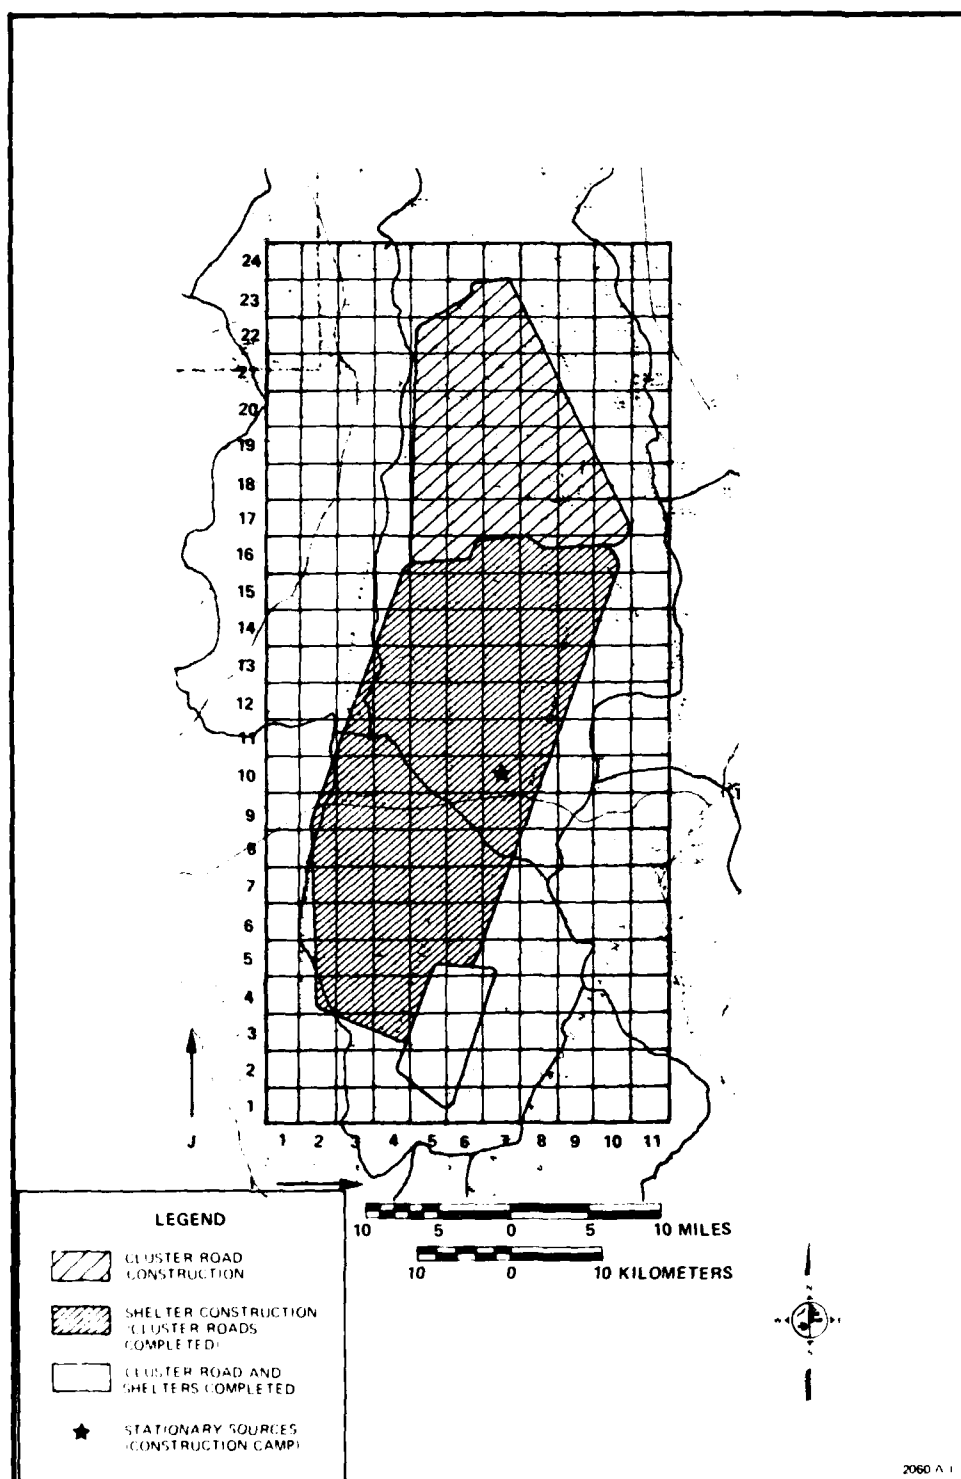 24
23
22
21
20
19
18
17
16
15
14
13
12
11
10
9
8
7
6
5
4
3
2
1
J
1 2 3 4 5 6 7 8 9 10 11
10 5 0 5 10 MILES
10 0 10 KILOMETERS
LEGEND
CLUSTER ROAD
CONSTRUCTION
SHELTER CONSTRUCTION
(CLUSTER ROADS
COMPLETED)
CLUSTER ROAD AND
SHELTERS COMPLETED
STATIONARY SOURCES
(CONSTRUCTION CAMP)
N
W
E
S
2060 A